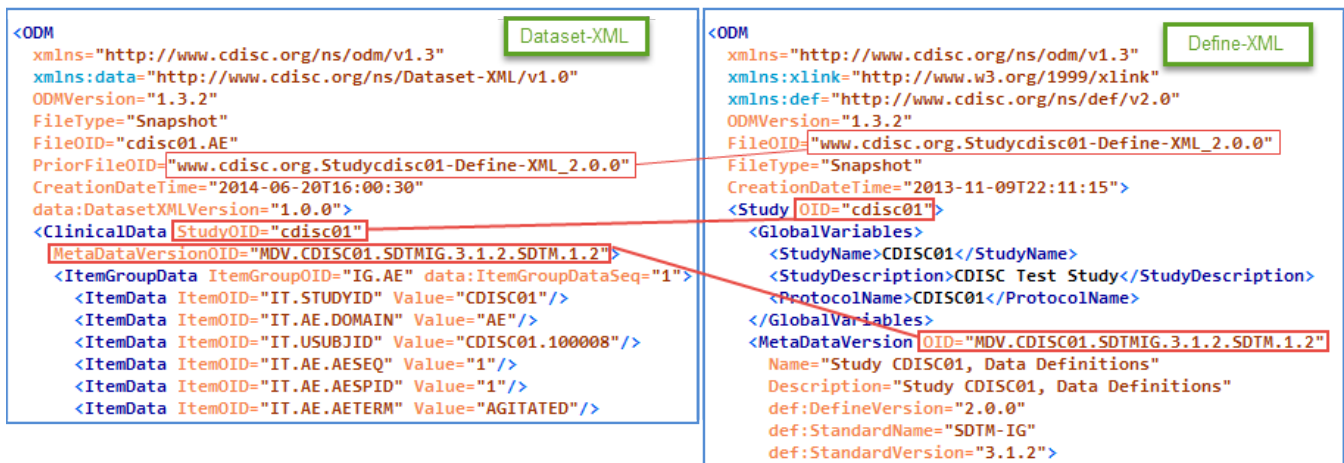 Dataset-XML
<ODM
xmlns="http://www.cdisc.org/ns/odm/v1.3"
xmlns:data="http://www.cdisc.org/ns/Dataset-XML/v1.0"
ODMVersion="1.3.2"
FileType="Snapshot"
FileOID="cdisc01.AE"
PriorFileOID="www.cdisc.org.Studycdisc01-Define-XML_2.0.0"
CreationDateTime="2014-06-20T16:00:30"
data:DatasetXMLVersion="1.0.0">
<ClinicalData StudyOID="cdisc01"
MetaDataVersionOID="MDV.CDISC01.SDTMIG.3.1.2.SDTM.1.2">
<ItemGroupData ItemGroupOID="IG.AE" data:ItemGroupDataSeq="1">
<ItemData ItemOID="IT.STUDYID" Value="CDISC01"/>
<ItemData ItemOID="IT.AE.DOMAIN" Value="AE"/>
<ItemData ItemOID="IT.USUBJID" Value="CDISC01.100008"/>
<ItemData ItemOID="IT.AE.AESEQ" Value="1"/>
<ItemData ItemOID="IT.AE.AESPID" Value="1"/>
<ItemData ItemOID="IT.AE.AETERM" Value="AGITATED"/>
Define-XML
<ODM
xmlns="http://www.cdisc.org/ns/odm/v1.3"
xmlns:xlink="http://www.w3.org/1999/xlink"
xmlns:def="http://www.cdisc.org/ns/def/v2.0"
ODMVersion="1.3.2"
FileOID="www.cdisc.org.Studycdisc01-Define-XML_2.0.0"
FileType="Snapshot"
CreationDateTime="2013-11-09T22:11:15">
<Study OID="cdisc01">
<GlobalVariables>
<StudyName>CDISC01</StudyName>
<StudyDescription>CDISC Test Study</StudyDescription>
<ProtocolName>CDISC01</ProtocolName>
</GlobalVariables>
<MetaDataVersion OID="MDV.CDISC01.SDTMIG.3.1.2.SDTM.1.2"
Name="Study CDISC01, Data Definitions"
Description="Study CDISC01, Data Definitions"
def:DefineVersion="2.0.0"
def:StandardName="SDTM-IG"
def:StandardVersion="3.1.2">